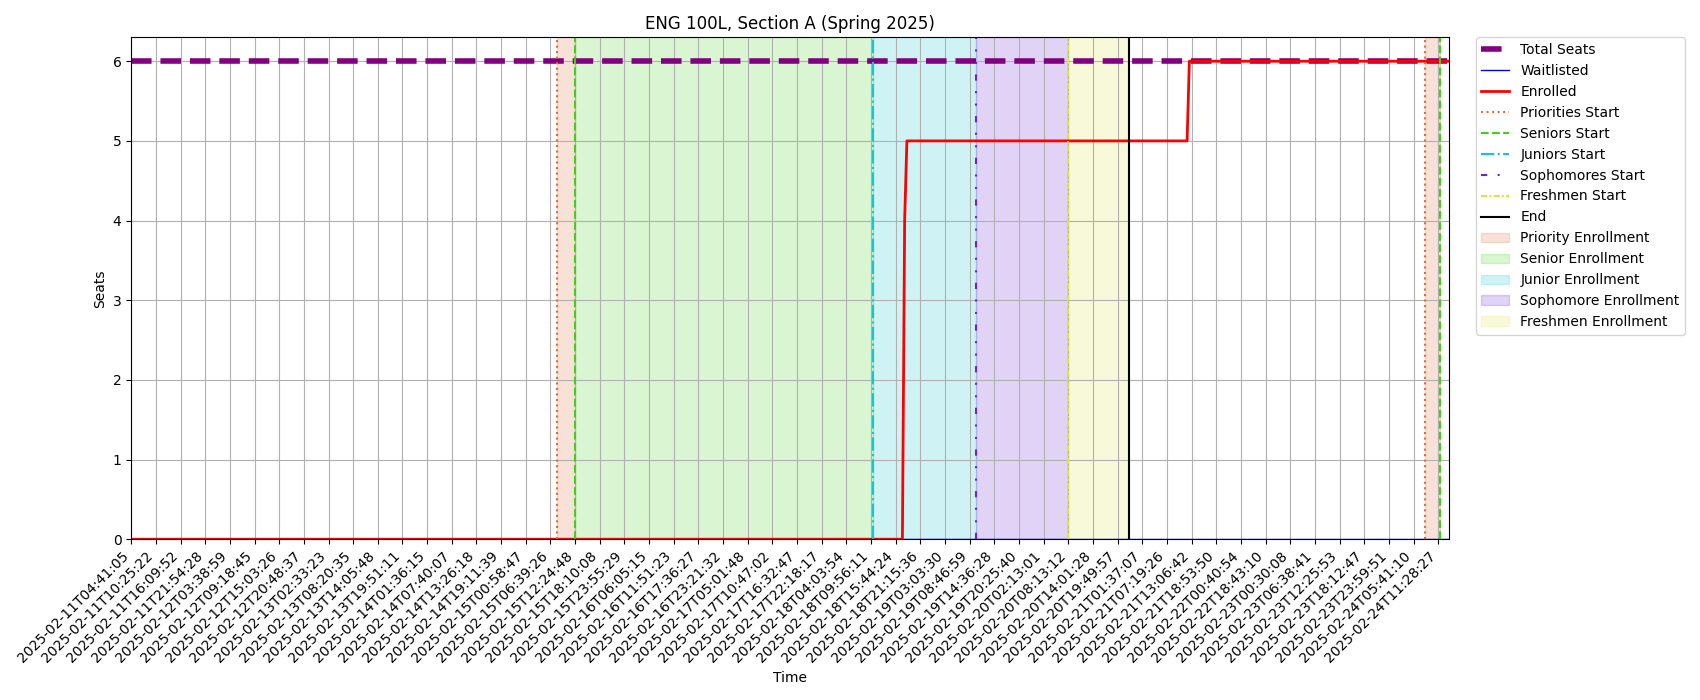 ENG 100L, Section A (Spring 2025)
Seats
6
5
4
3
2
1
0
2025-02-11T04:41:05
2025-02-11T10:25:22
2025-02-11T16:09:52
2025-02-11T21:54:28
2025-02-12T03:38:59
2025-02-12T09:18:45
2025-02-12T15:03:26
2025-02-12T20:48:37
2025-02-13T02:33:23
2025-02-13T08:20:35
2025-02-13T14:05:48
2025-02-13T19:51:11
2025-02-14T01:36:15
2025-02-14T07:40:07
2025-02-14T13:26:18
2025-02-14T19:11:39
2025-02-15T00:58:47
2025-02-15T06:39:26
2025-02-15T12:24:48
2025-02-15T18:10:08
2025-02-15T23:55:29
2025-02-16T06:05:15
2025-02-16T11:51:23
2025-02-16T17:36:27
2025-02-16T23:21:32
2025-02-17T05:01:48
2025-02-17T10:47:02
2025-02-17T16:32:47
2025-02-17T22:18:17
2025-02-18T04:03:54
2025-02-18T09:56:11
2025-02-18T15:44:24
2025-02-18T21:15:36
2025-02-19T03:03:30
2025-02-19T08:46:59
2025-02-19T14:36:28
2025-02-19T20:25:40
2025-02-20T02:13:01
2025-02-20T08:13:12
2025-02-20T14:01:28
2025-02-20T19:49:57
2025-02-21T01:37:07
2025-02-21T07:19:26
2025-02-21T13:06:42
2025-02-21T18:53:50
2025-02-22T00:40:54
2025-02-22T18:43:10
2025-02-23T00:30:08
2025-02-23T06:38:41
2025-02-23T12:25:53
2025-02-23T18:12:47
2025-02-23T23:59:51
2025-02-24T05:41:10
2025-02-24T11:28:27
Time
Total Seats
Waitlisted
Enrolled
Priorities Start
Seniors Start
Juniors Start
Sophomores Start
Freshmen Start
End
Priority Enrollment
Senior Enrollment
Junior Enrollment
Sophomore Enrollment
Freshmen Enrollment